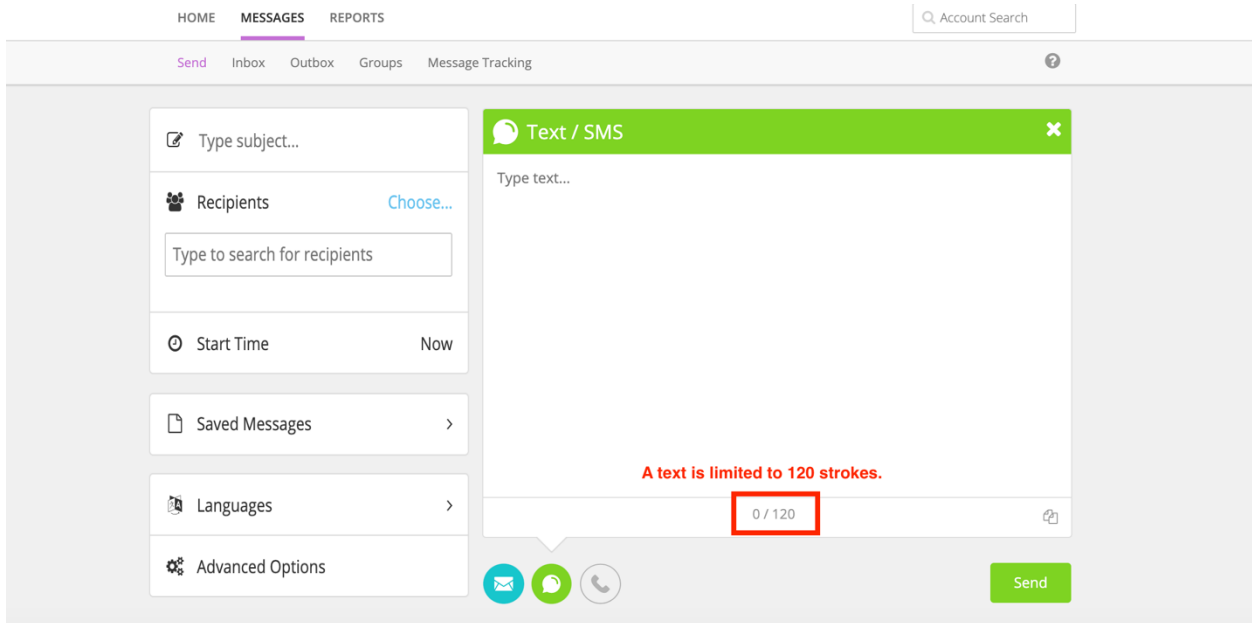 HOME MESSAGES REPORTS Account Search
Send Inbox Outbox Groups Message Tracking
Type subject...
Recipients Choose...
Type to search for recipients
Start Time Now
Saved Messages
Languages
Advanced Options
Text / SMS
Type text...
A text is limited to 120 strokes.
0 / 120
Send